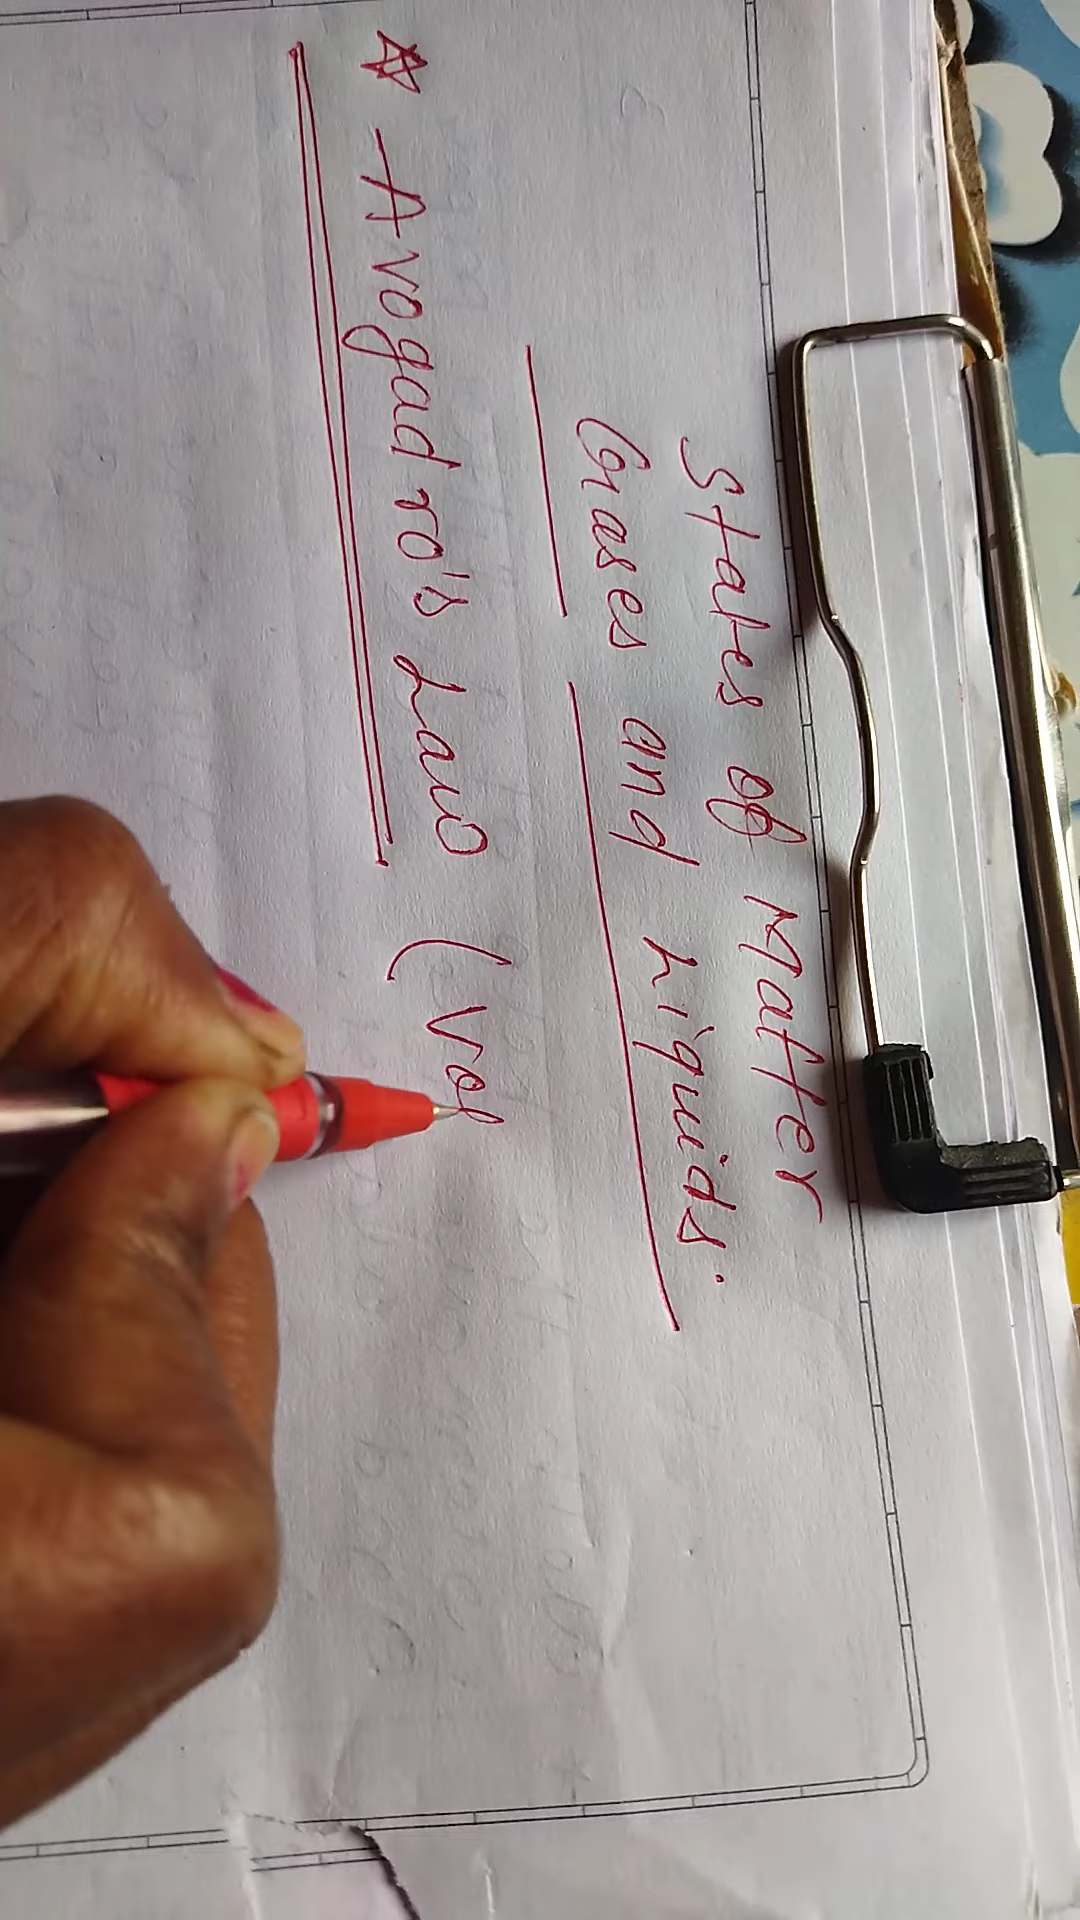 States of Matter
Gases and Liquids.
☆ Avogadro's Law (Vol